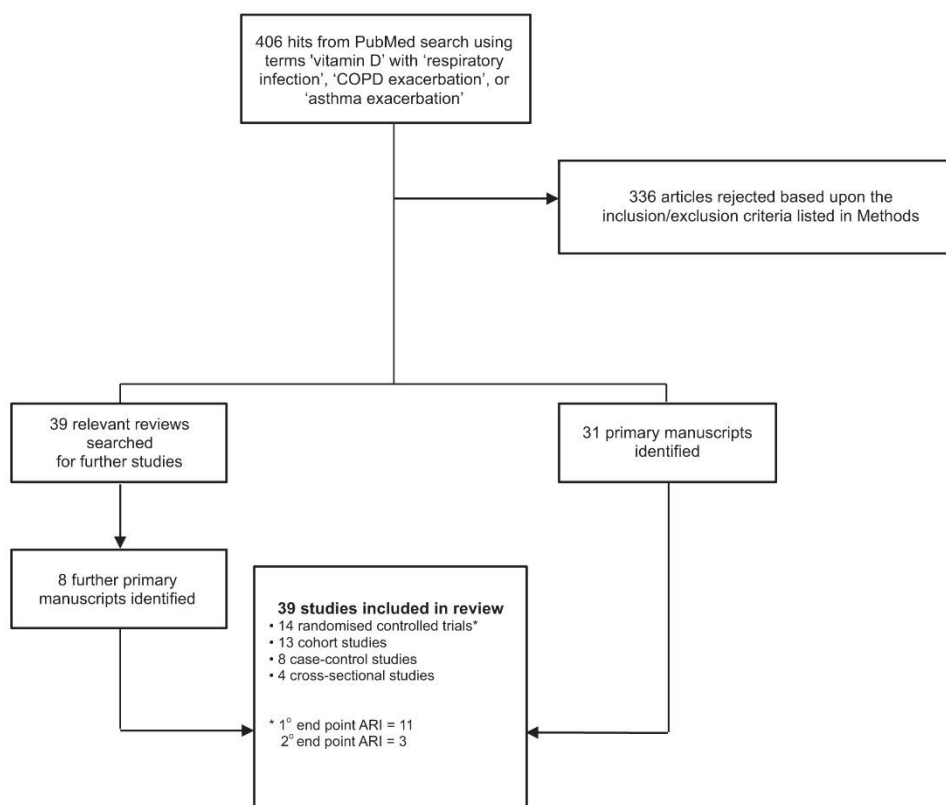 406 hits from PubMed search using
terms 'vitamin D' with ‘respiratory
infection’, ‘COPD exacerbation’, or
‘asthma exacerbation’
336 articles rejected based upon the
inclusion/exclusion criteria listed in Methods
39 relevant reviews
searched
for further studies
31 primary manuscripts
identified
8 further primary
manuscripts identified
39 studies included in review
• 14 randomised controlled trials*
• 13 cohort studies
• 8 case-control studies
• 4 cross-sectional studies
* 1° end point ARI = 11
2° end point ARI = 3